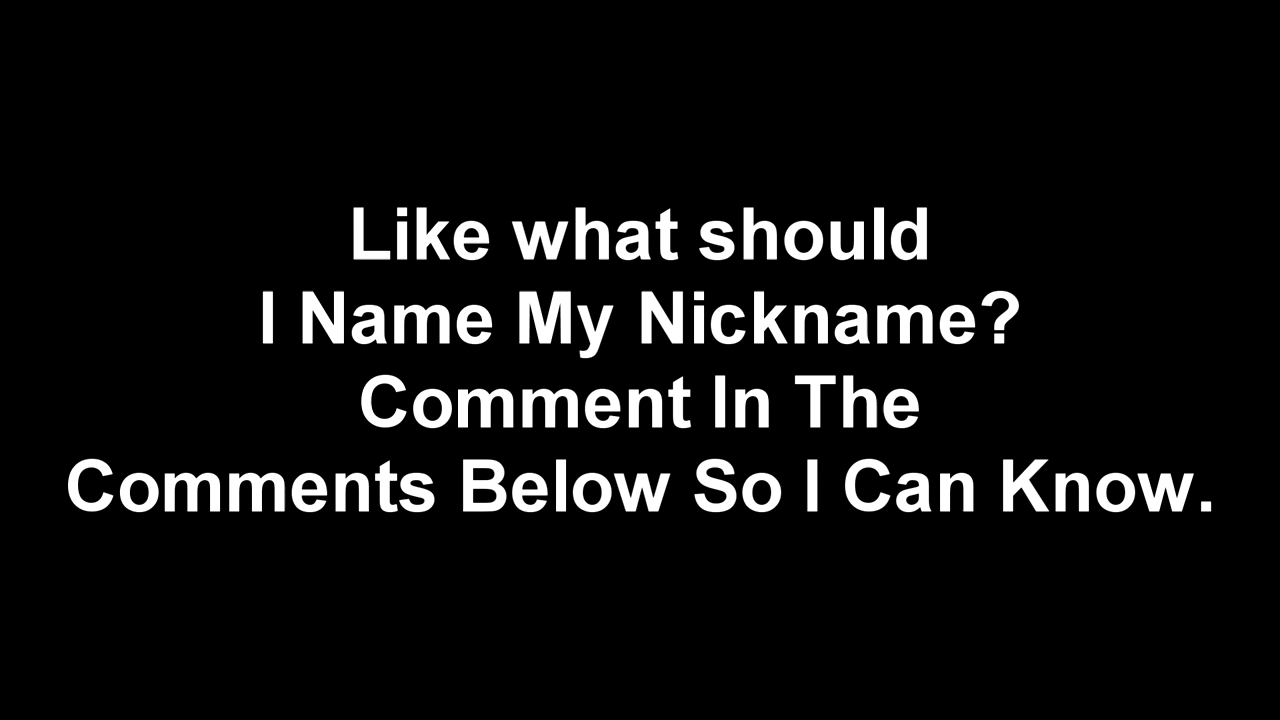 Like what should
I Name My Nickname?
Comment In The
Comments Below So I Can Know.